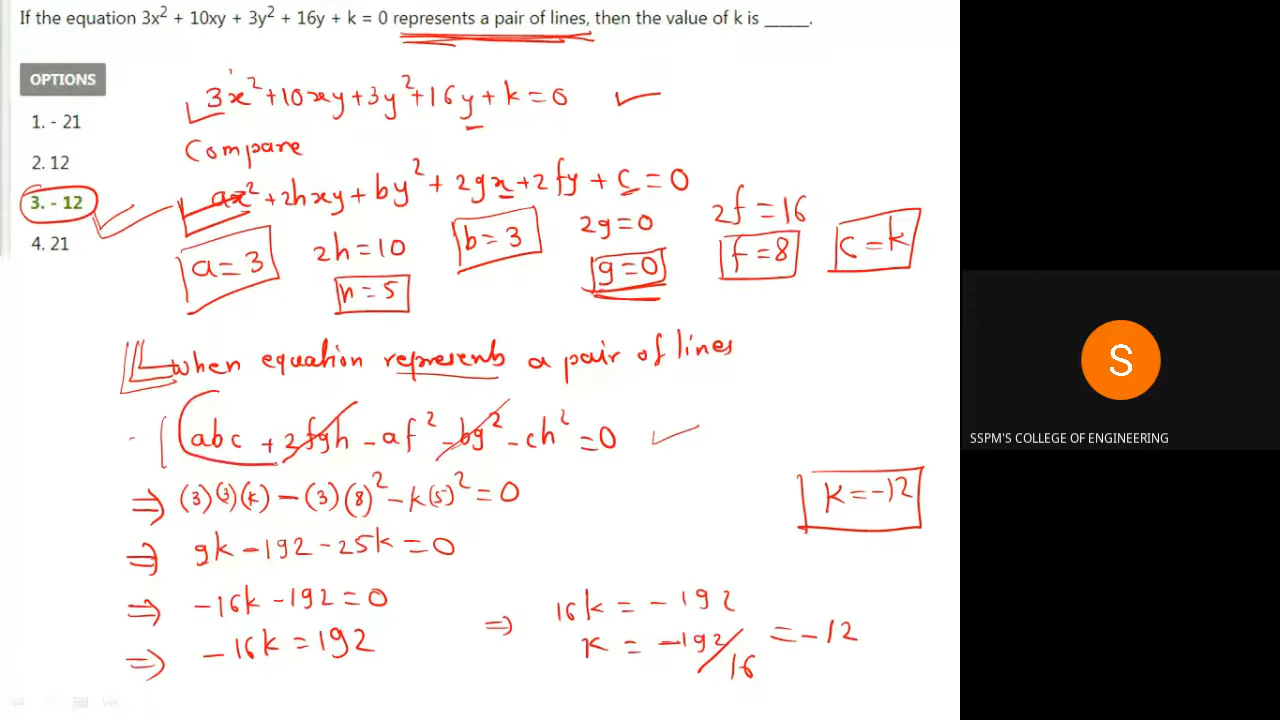 If the equation 3x² + 10xy + 3y² + 16y + k = 0 represents a pair of lines, then the value of k is _____.
OPTIONS
1. - 21
2. 12
3. - 12
4. 21
3x²+10xy+3y²+16y+k=0
Compare
ax²+2hxy+by²+2gx+2fy+c=0
a=3
2h=10
h=5
b=3
2g=0
g=0
2f=16
f=8
c=k
when equation represents a pair of lines
abc + 2fgh - af² - bg² - ch² = 0
⇒ (3)(3)(k) - (3)(8)² - k(5)² = 0
⇒ 9k - 192 - 25k = 0
⇒ -16k - 192 = 0
⇒ -16k = 192
⇒ 16k = -192
k = -192/16 = -12
k=-12
S
SSPM'S COLLEGE OF ENGINEERING